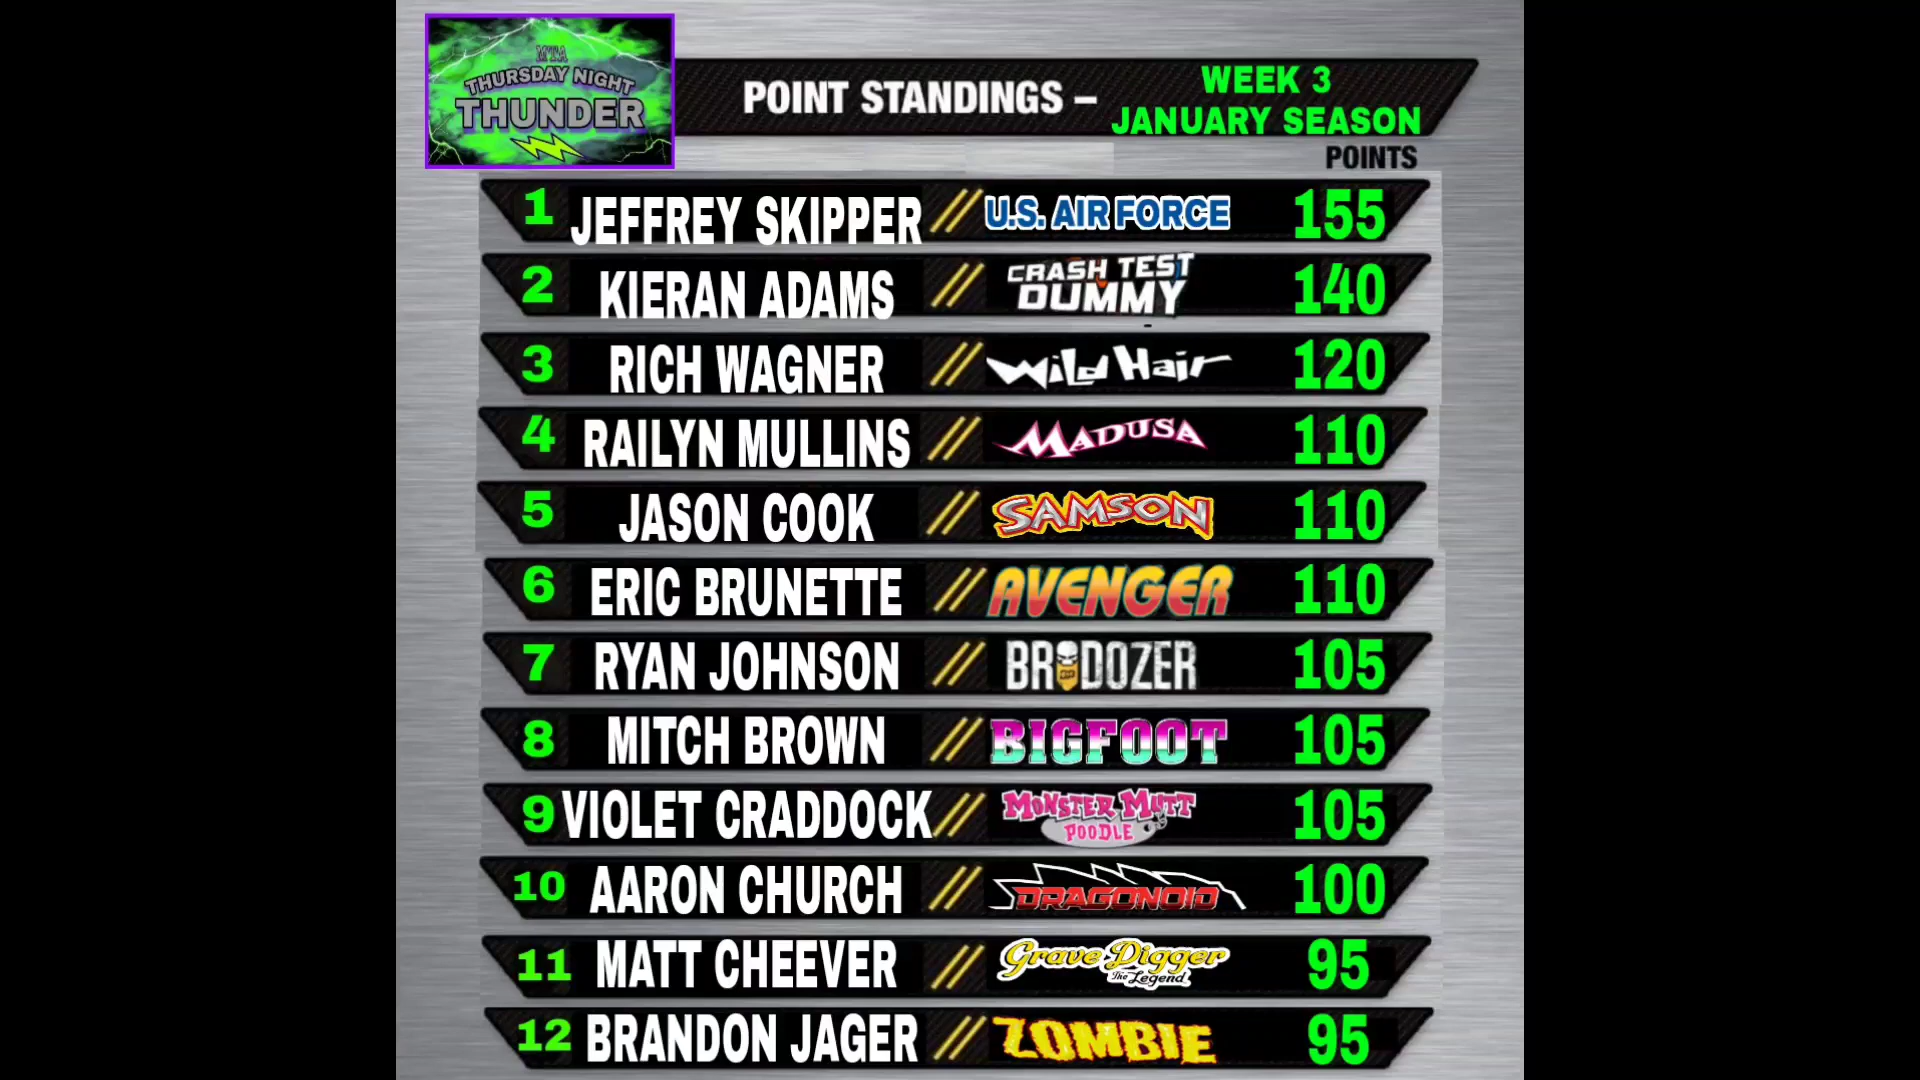 MTA
THURSDAY NIGHT
THUNDER
POINT STANDINGS –
WEEK 3
JANUARY SEASON
POINTS
1 JEFFREY SKIPPER // U.S. AIR FORCE 155
2 KIERAN ADAMS // CRASH TEST DUMMY 140
3 RICH WAGNER // Wild Hair 120
4 RAILYN MULLINS // MADUSA 110
5 JASON COOK // SAMSON 110
6 ERIC BRUNETTE // AVENGER 110
7 RYAN JOHNSON // BRODOZER 105
8 MITCH BROWN // BIGFOOT 105
9 VIOLET CRADDOCK // MONSTER MUTT POODLE 105
10 AARON CHURCH // DRAGONOID 100
11 MATT CHEEVER // Grave Digger The Legend 95
12 BRANDON JAGER // ZOMBIE 95